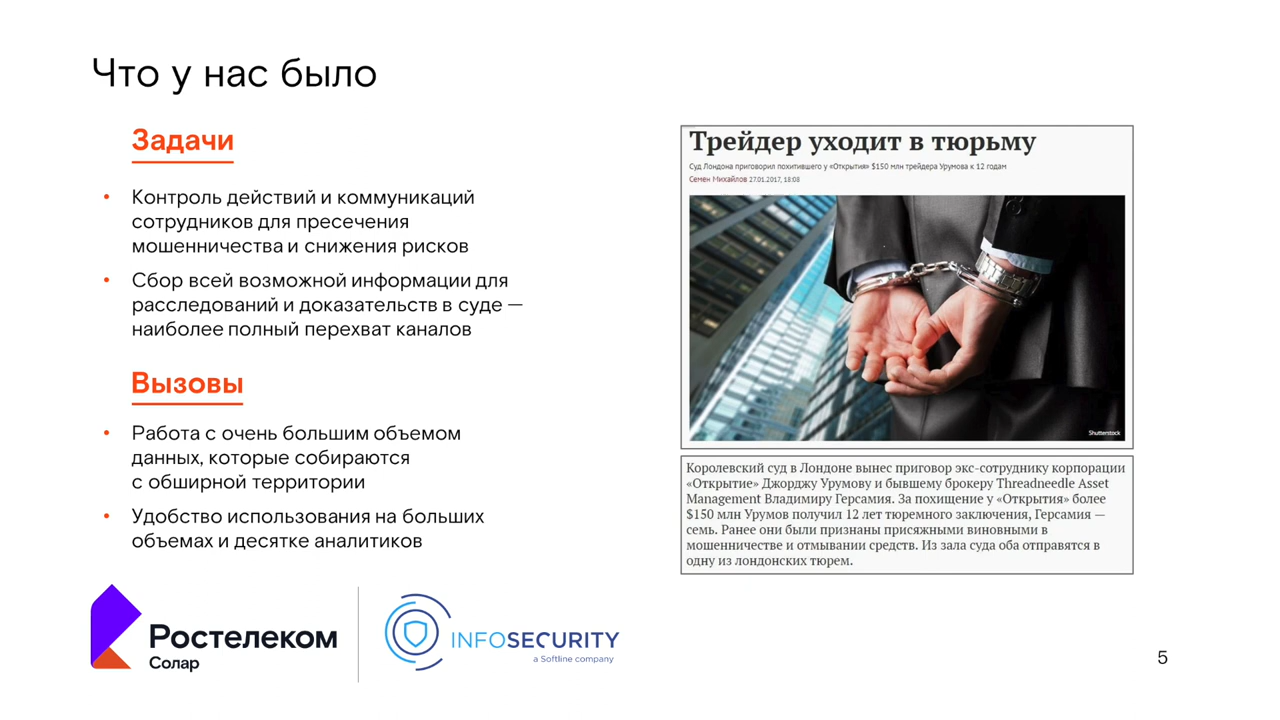 Что у нас было
Задачи
• Контроль действий и коммуникаций
сотрудников для пресечения
мошенничества и снижения рисков
• Сбор всей возможной информации для
расследований и доказательств в суде —
наиболее полный перехват каналов
Вызовы
• Работа с очень большим объемом
данных, которые собираются
с обширной территории
• Удобство использования на больших
объемах и десятке аналитиков
Трейдер уходит в тюрьму
Суд Лондона приговорил похитившего у «Открытия» $150 млн трейдера Урумова к 12 годам
Семен Михайлов 27.01.2017, 18:08
Shutterstock
Королевский суд в Лондоне вынес приговор экс-сотруднику корпорации
«Открытие» Джорджу Урумову и бывшему брокеру Threadneedle Asset
Management Владимиру Герсамия. За похищение у «Открытия» более
$150 млн Урумов получил 12 лет тюремного заключения, Герсамия —
семь. Ранее они были признаны присяжными виновными в
мошенничестве и отмывании средств. Из зала суда оба отправятся в
одну из лондонских тюрем.
Ростелеком
Солар
INFOSECURITY
a Softline company
5